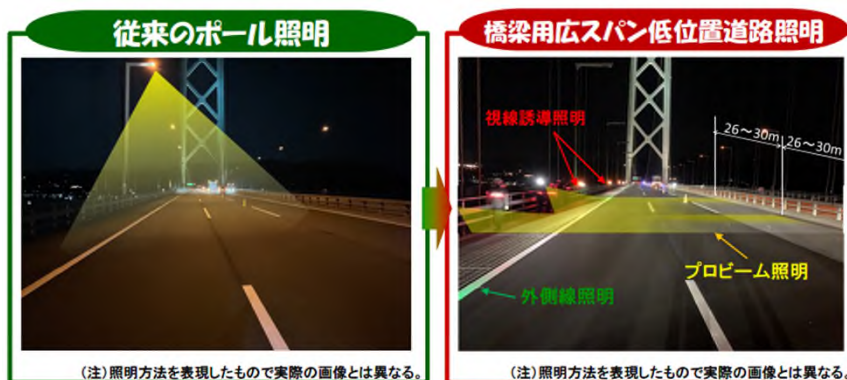 従来のポール照明
(注)照明方法を表現したもので実際の画像とは異なる。
橋梁用広スパン低位置道路照明
視線誘導照明
26～30m
26～30m
プロビーム照明
外側線照明
(注)照明方法を表現したもので実際の画像とは異なる。